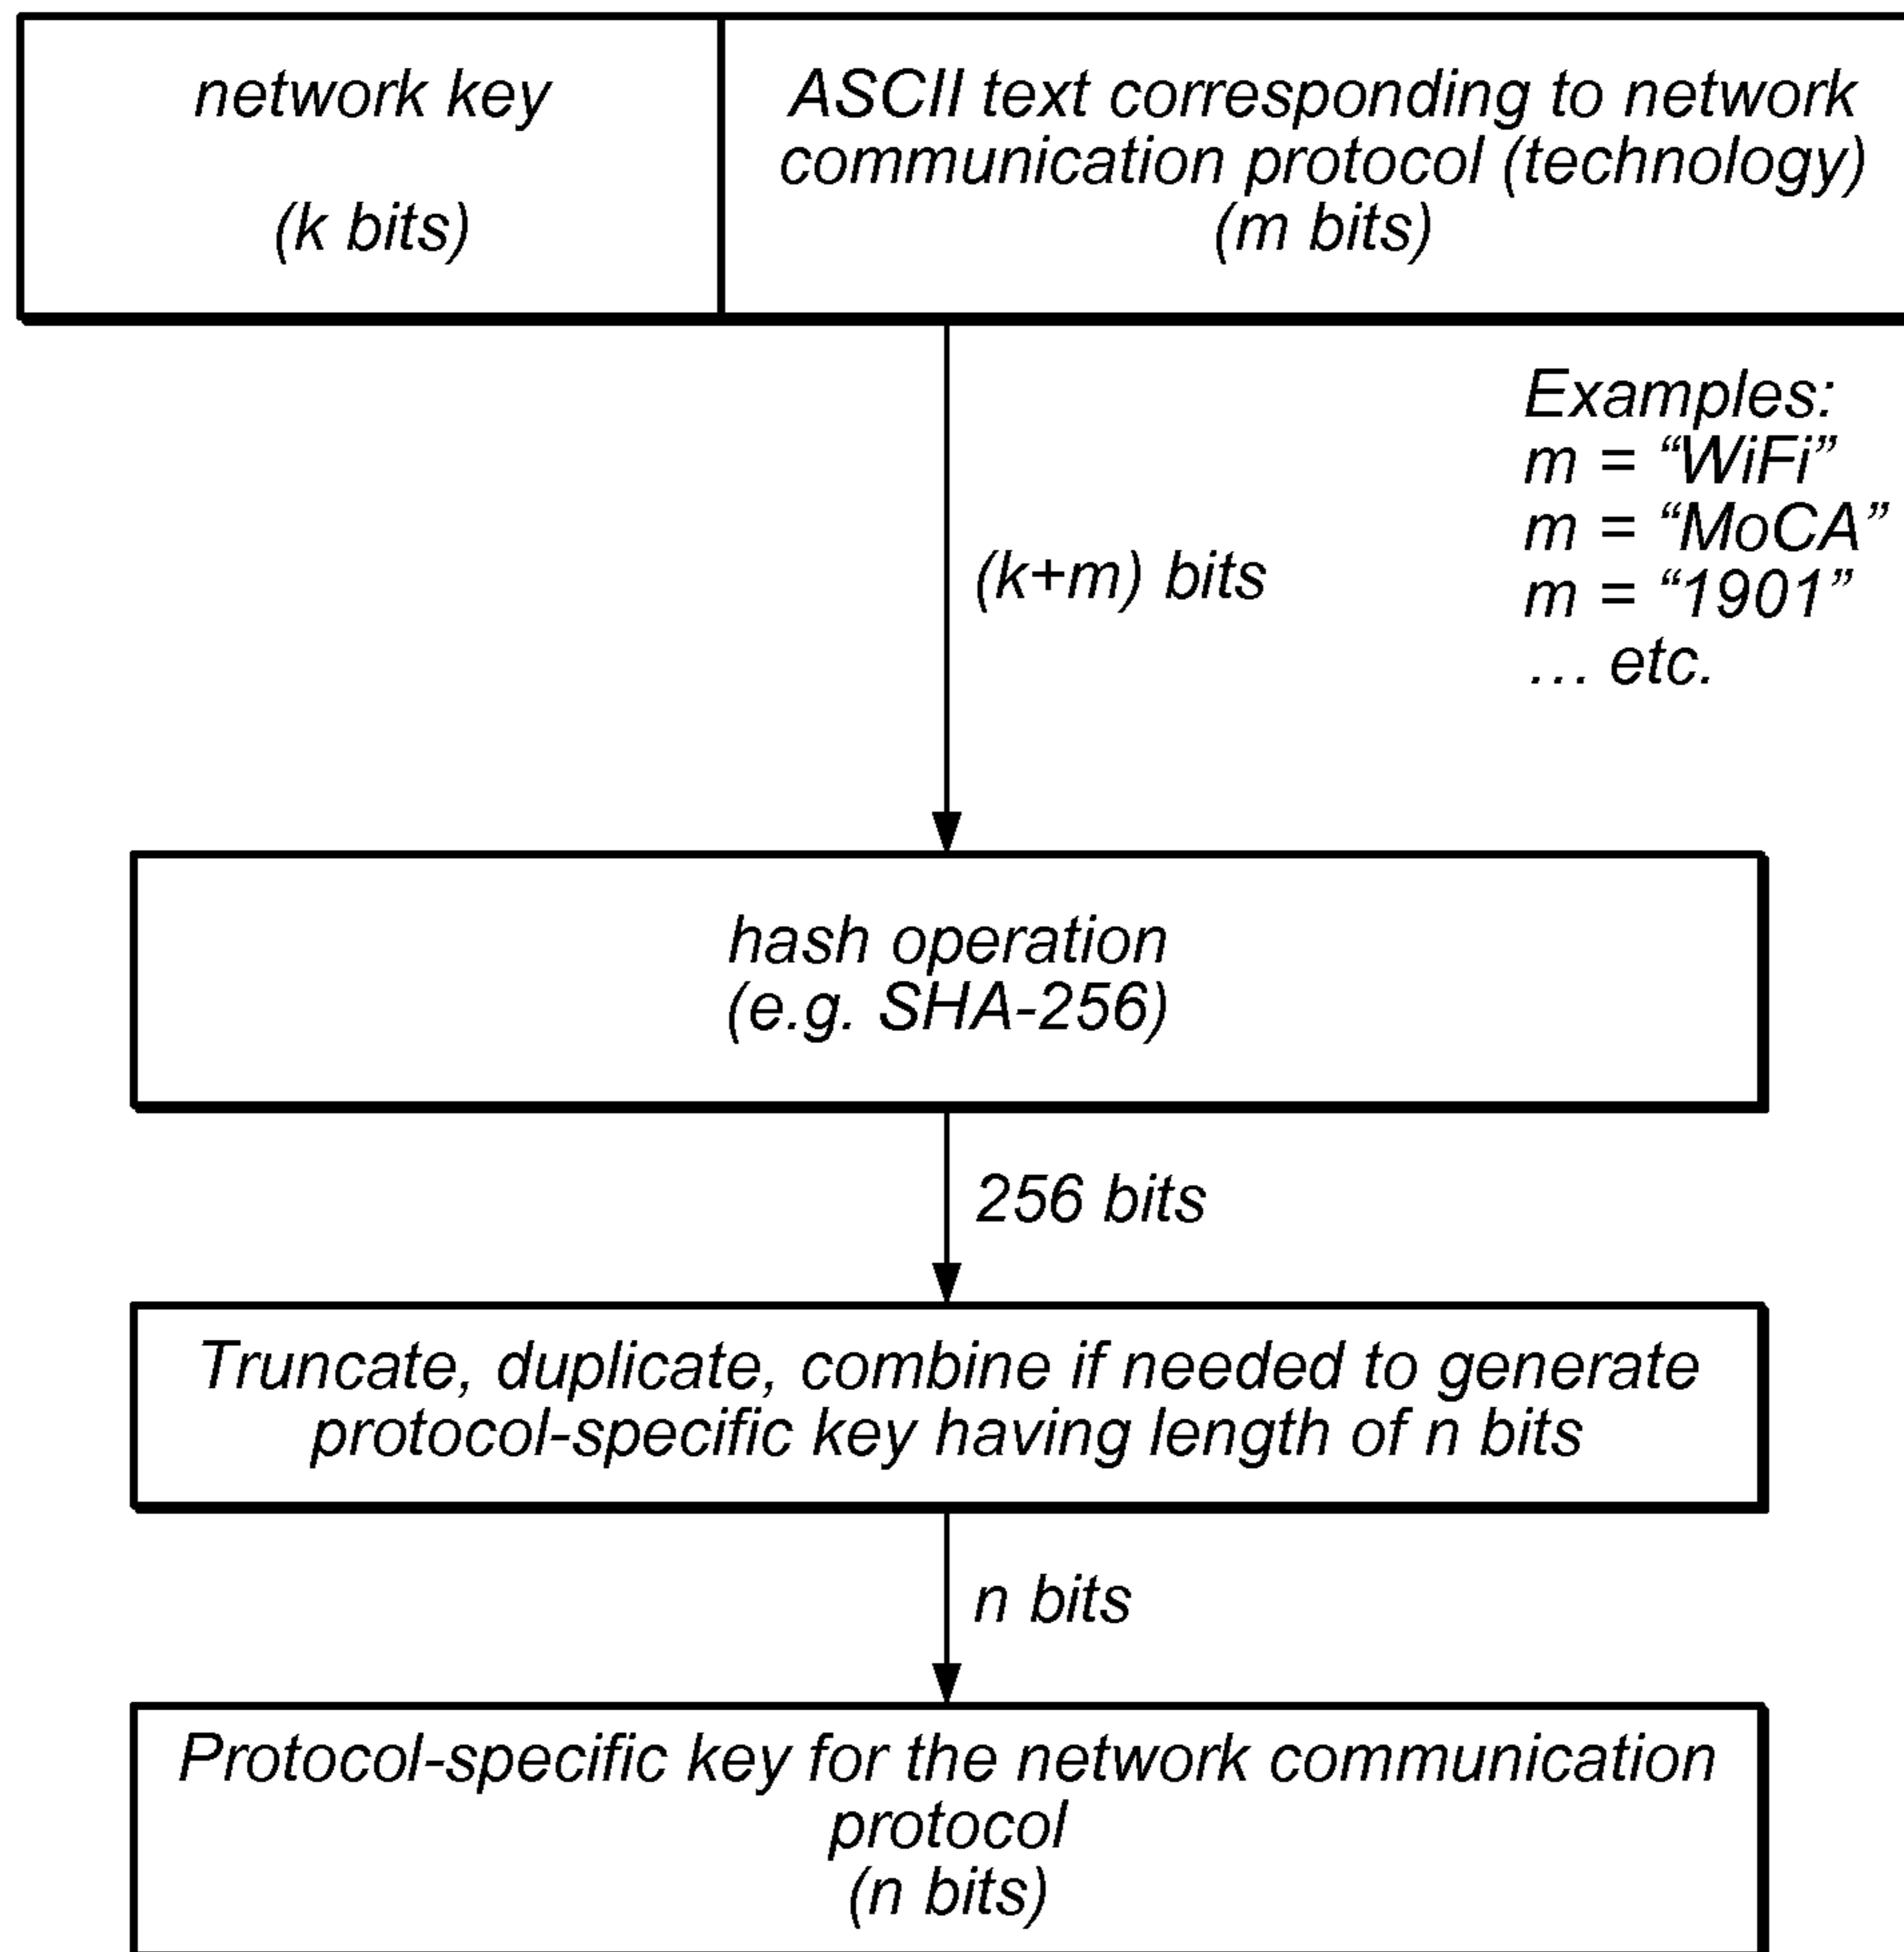 network key
(k bits)
ASCII text corresponding to network
communication protocol (technology)
(m bits)
Examples:
m = “WiFi”
m = “MoCA”
m = “1901”
... etc.
(k+m) bits
hash operation
(e.g. SHA-256)
256 bits
Truncate, duplicate, combine if needed to generate
protocol-specific key having length of n bits
n bits
Protocol-specific key for the network communication
protocol
(n bits)